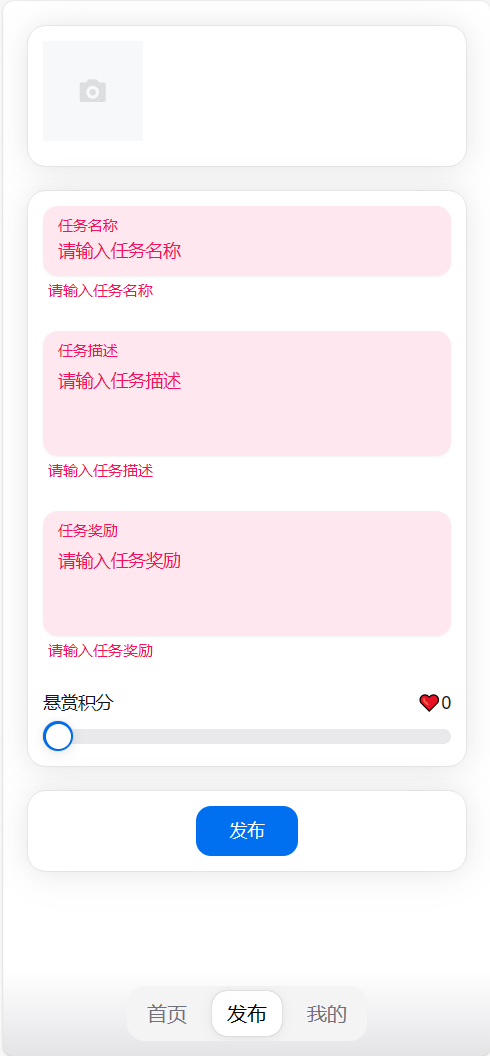 任务名称
请输入任务名称
请输入任务名称
任务描述
请输入任务描述
请输入任务描述
任务奖励
请输入任务奖励
请输入任务奖励
悬赏积分 ❤️0
发布
首页 发布 我的